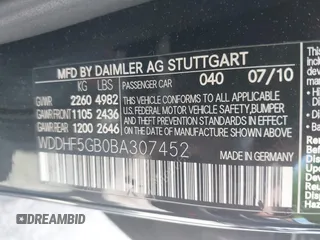 MFD BY DAIMLER AG STUTTGART
KG LBS PASSENGER CAR 040 07/10
GVWR 2260 4982
GAWR FRONT 1105 2436
GAWR REAR 1200 2646
THIS VEHICLE CONFORMS TO ALL APPLICABLE
U.S. FEDERAL MOTOR VEHICLE SAFETY,
BUMPER, AND THEFT PREVENTION STANDARDS
IN EFFECT ON THE DATE OF
MANUFACTURE SHOWN ABOVE.
WDDHF5GB0BA307452
MADE IN GERMANY